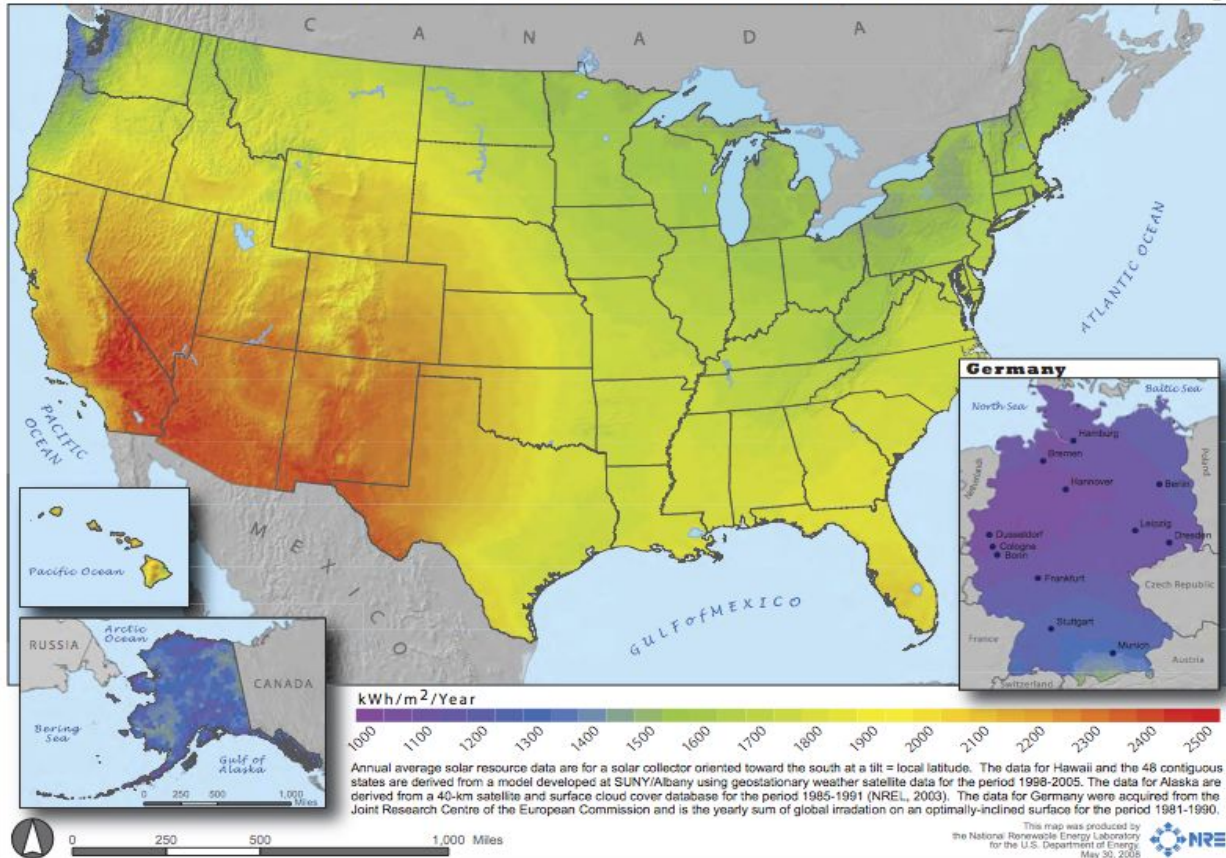 CANADA
ATLANTIC OCEAN
PACIFIC
OCEAN
MEXICO
GULF of MEXICO
Pacific Ocean
Arctic
Ocean
RUSSIA
CANADA
Bering
Sea
Gulf of
Alaska
0 500 1,000
Miles
Germany
North Sea
Baltic Sea
Hamburg
Bremen
Netherlands
Poland
Hannover
Berlin
Leipzig
Dusseldorf
Dresden
Cologne
Bonn
Frankfurt
Czech Republic
Stuttgart
France
Munich
Austria
Switzerland
kWh/m²/Year
1000 1100 1200 1300 1400 1500 1600 1700 1800 1900 2000 2100 2200 2300 2400 2500
Annual average solar resource data are for a solar collector oriented toward the south at a tilt = local latitude. The data for Hawaii and the 48 contiguous
states are derived from a model developed at SUNY/Albany using geostationary weather satellite data for the period 1998-2005. The data for Alaska are
derived from a 40-km satellite and surface cloud cover database for the period 1985-1991 (NREL, 2003). The data for Germany were acquired from the
Joint Research Centre of the European Commission and is the yearly sum of global irradiation on an optimally-inclined surface for the period 1981-1990.
0 250 500 1,000 Miles
This map was produced by
the National Renewable Energy Laboratory
for the U.S. Department of Energy.
May 30, 2008
NRE